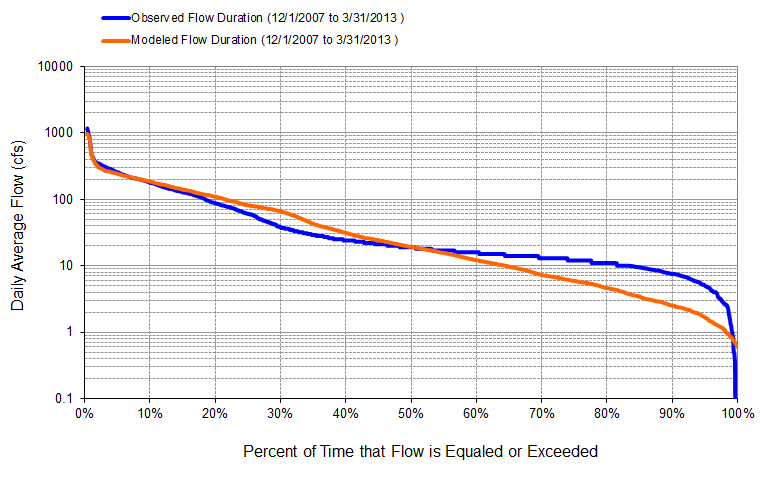 Observed Flow Duration (12/1/2007 to 3/31/2013 )
Modeled Flow Duration (12/1/2007 to 3/31/2013 )
10000
1000
100
10
1
0.1
Daily Average Flow (cfs)
0% 10% 20% 30% 40% 50% 60% 70% 80% 90% 100%
Percent of Time that Flow is Equaled or Exceeded